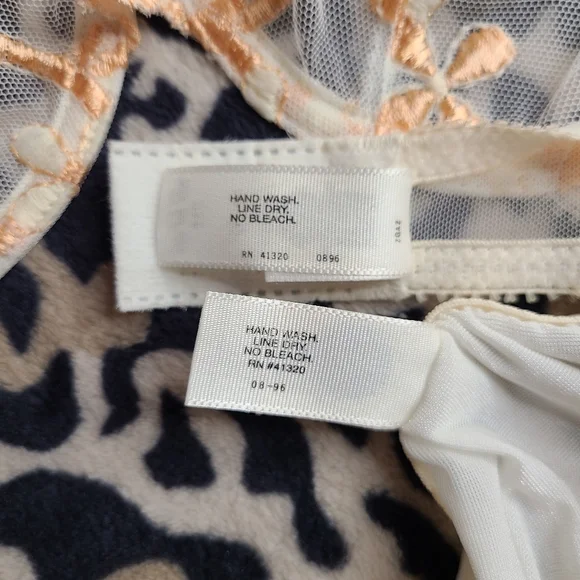 HAND WASH.
LINE DRY.
NO BLEACH.
RN 41320 0896
HAND WASH.
LINE DRY.
NO BLEACH.
RN #41320
08-96